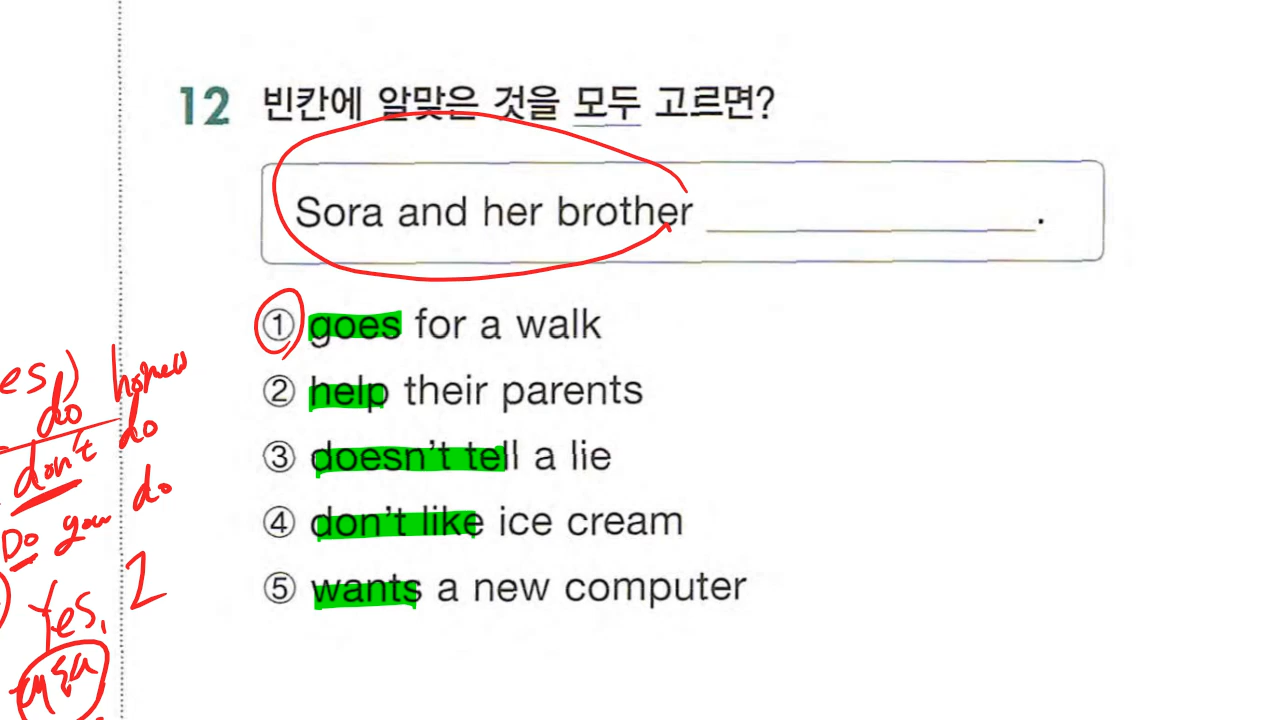 12 빈칸에 알맞은 것을 모두 고르면?
Sora and her brother ____________.
① goes for a walk
② help their parents
③ doesn't tell a lie
④ don't like ice cream
⑤ wants a new computer
es)
do
don't do
Do you do
Yes, 2